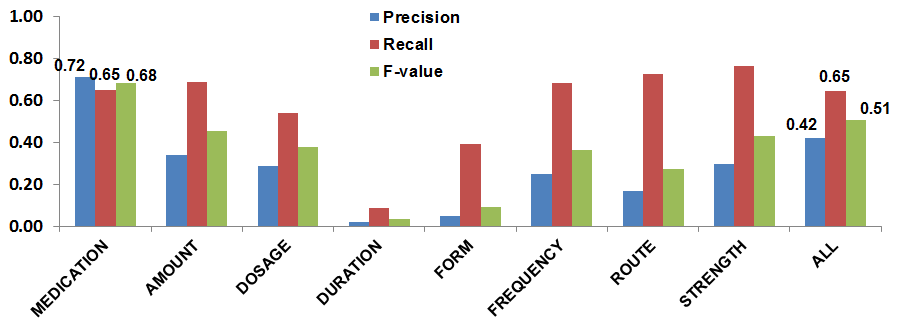 1.00
0.80
0.60
0.40
0.20
0.00
Precision
Recall
F-value
0.72
0.65
0.68
0.65
0.42
0.51
MEDICATION
AMOUNT
DOSAGE
DURATION
FORM
FREQUENCY
ROUTE
STRENGTH
ALL